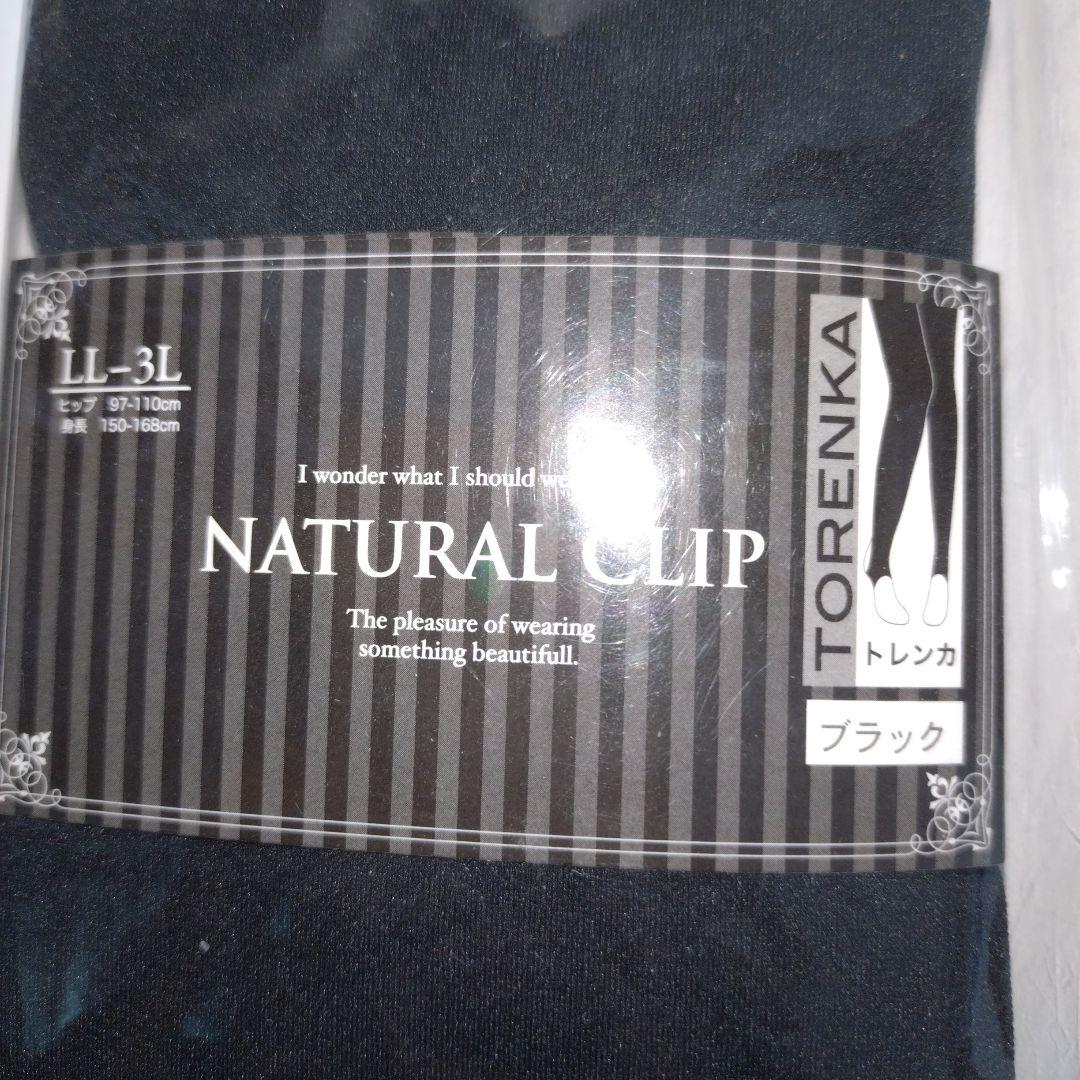 LL-3L
ヒップ 97-110cm
身長 150-168cm
I wonder what I should
NATURAL CLIP
The pleasure of wearing
something beautifull.
TORENKA
トレンカ
ブラック